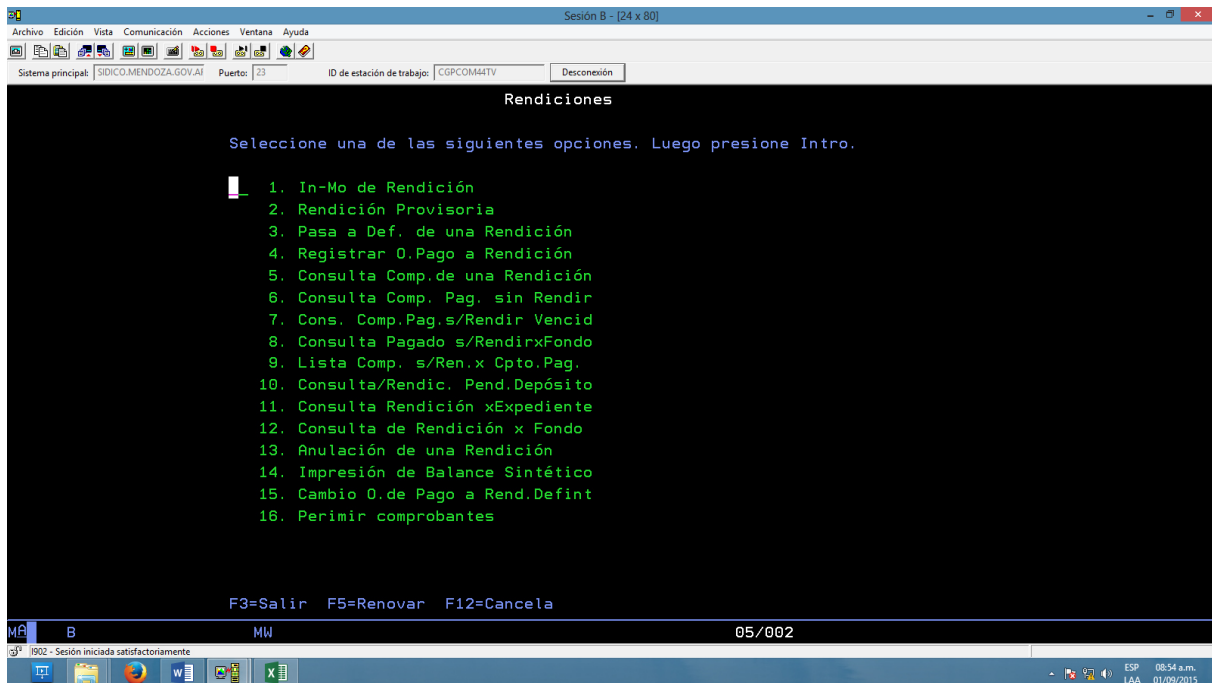 Sesión B - [24 x 80]
Archivo Edición Vista Comunicación Acciones Ventana Ayuda
Sistema principal: SIDICO.MENDOZA.GOV.AI Puerto: 23 ID de estación de trabajo: CGPCOM44TV Desconexión
Rendiciones
Seleccione una de las siguientes opciones. Luego presione Intro.
1. In-Mo de Rendición
2. Rendición Provisoria
3. Pasa a Def. de una Rendición
4. Registrar O.Pago a Rendición
5. Consulta Comp.de una Rendición
6. Consulta Comp. Pag. sin Rendir
7. Cons. Comp.Pag.s/Rendir Vencid
8. Consulta Pagado s/RendirxFondo
9. Lista Comp. s/Ren.x Cpto.Pag.
10. Consulta/Rendic. Pend.Depósito
11. Consulta Rendición xExpediente
12. Consulta de Rendición x Fondo
13. Anulación de una Rendición
14. Impresión de Balance Sintético
15. Cambio O.de Pago a Rend.Defint
16. Perimir comprobantes
F3=Salir F5=Renovar F12=Cancela
MA B MW 05/002
I902 - Sesión iniciada satisfactoriamente
ESP 08:54 a.m.
LAA 01/09/2015